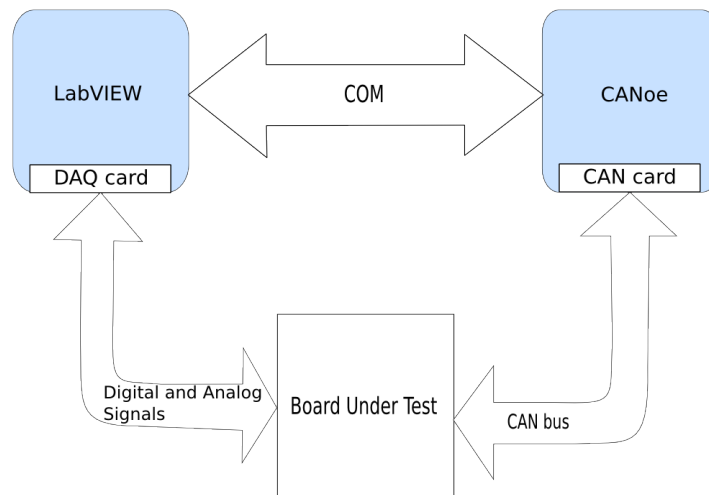 LabVIEW
COM
CANoe
DAQ card
CAN card
Digital and Analog
Signals
Board Under Test
CAN bus